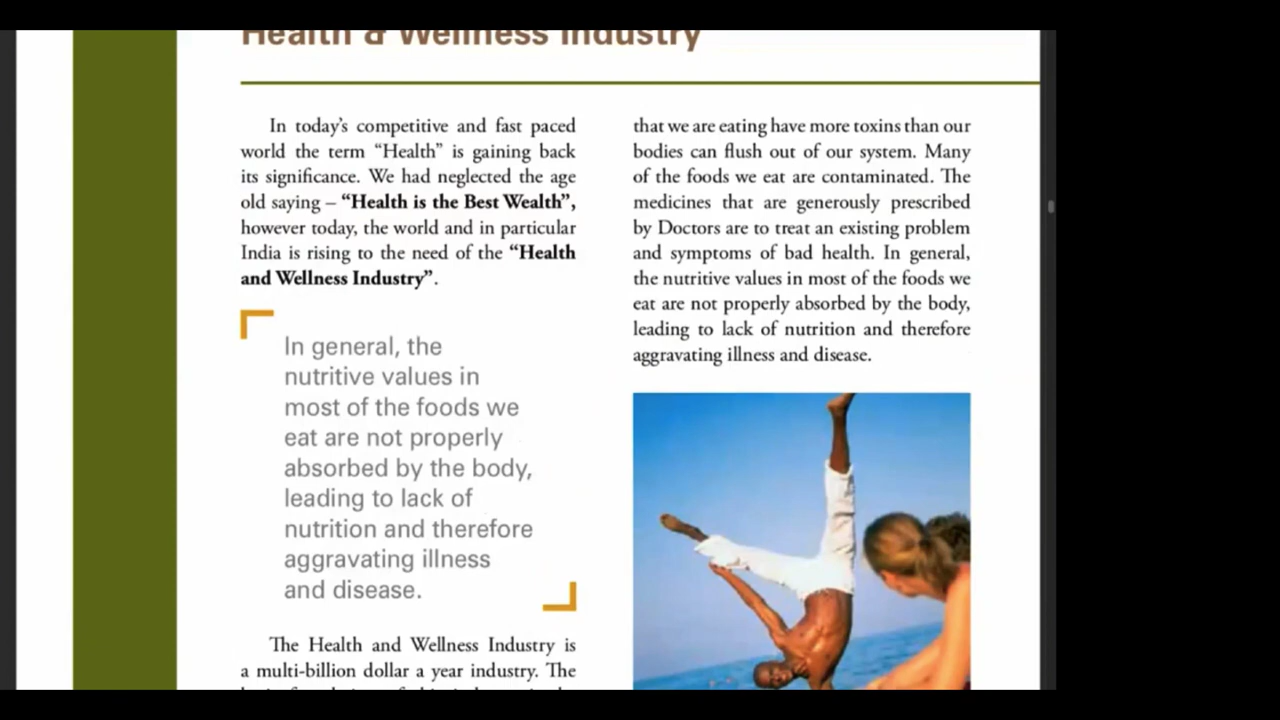 Health & Wellness Industry
In today's competitive and fast paced
world the term “Health” is gaining back
its significance. We had neglected the age
old saying – “Health is the Best Wealth”,
however today, the world and in particular
India is rising to the need of the “Health
and Wellness Industry”.
In general, the
nutritive values in
most of the foods we
eat are not properly
absorbed by the body,
leading to lack of
nutrition and therefore
aggravating illness
and disease.
The Health and Wellness Industry is
a multi-billion dollar a year industry. The
that we are eating have more toxins than our
bodies can flush out of our system. Many
of the foods we eat are contaminated. The
medicines that are generously prescribed
by Doctors are to treat an existing problem
and symptoms of bad health. In general,
the nutritive values in most of the foods we
eat are not properly absorbed by the body,
leading to lack of nutrition and therefore
aggravating illness and disease.